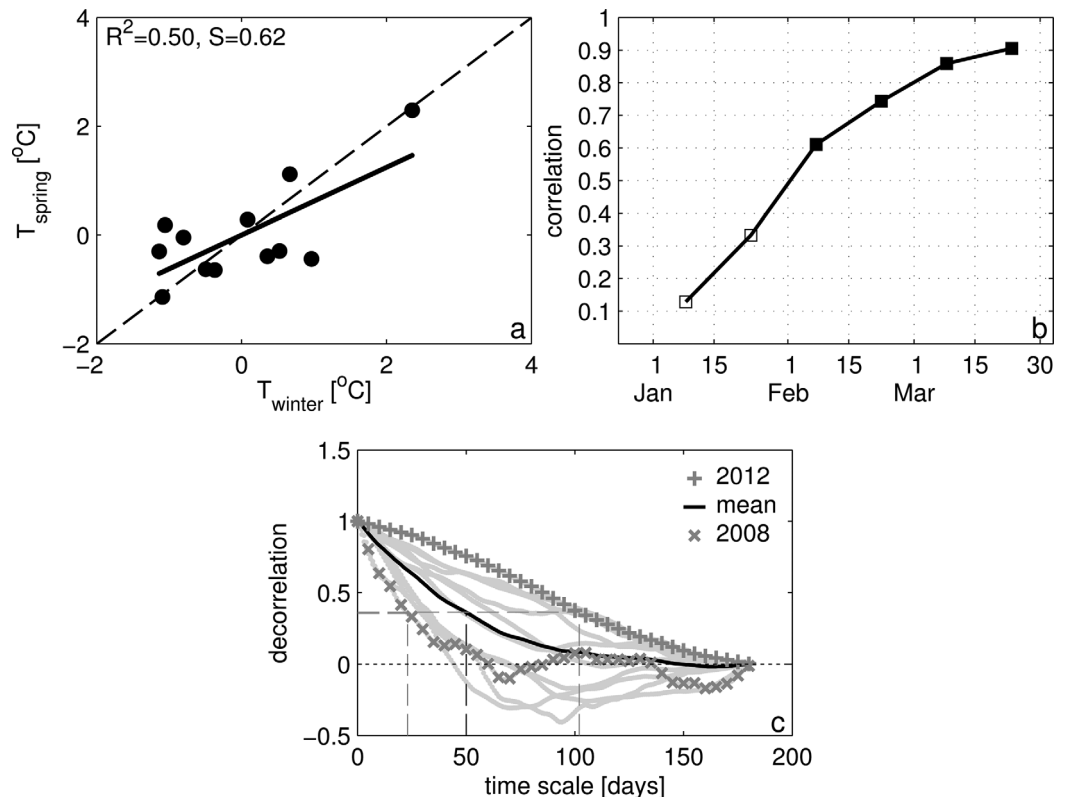 R²=0.50, S=0.62
4
2
0
−2
T_spring [°C]
−2 0 2 4
T_winter [°C]
a
1
0.9
0.8
0.7
0.6
0.5
0.4
0.3
0.2
0.1
correlation
1 15 1 15 1 15 30
Jan Feb Mar
b
1.5
1
0.5
0
−0.5
decorrelation
2012
mean
2008
0 50 100 150 200
time scale [days]
c